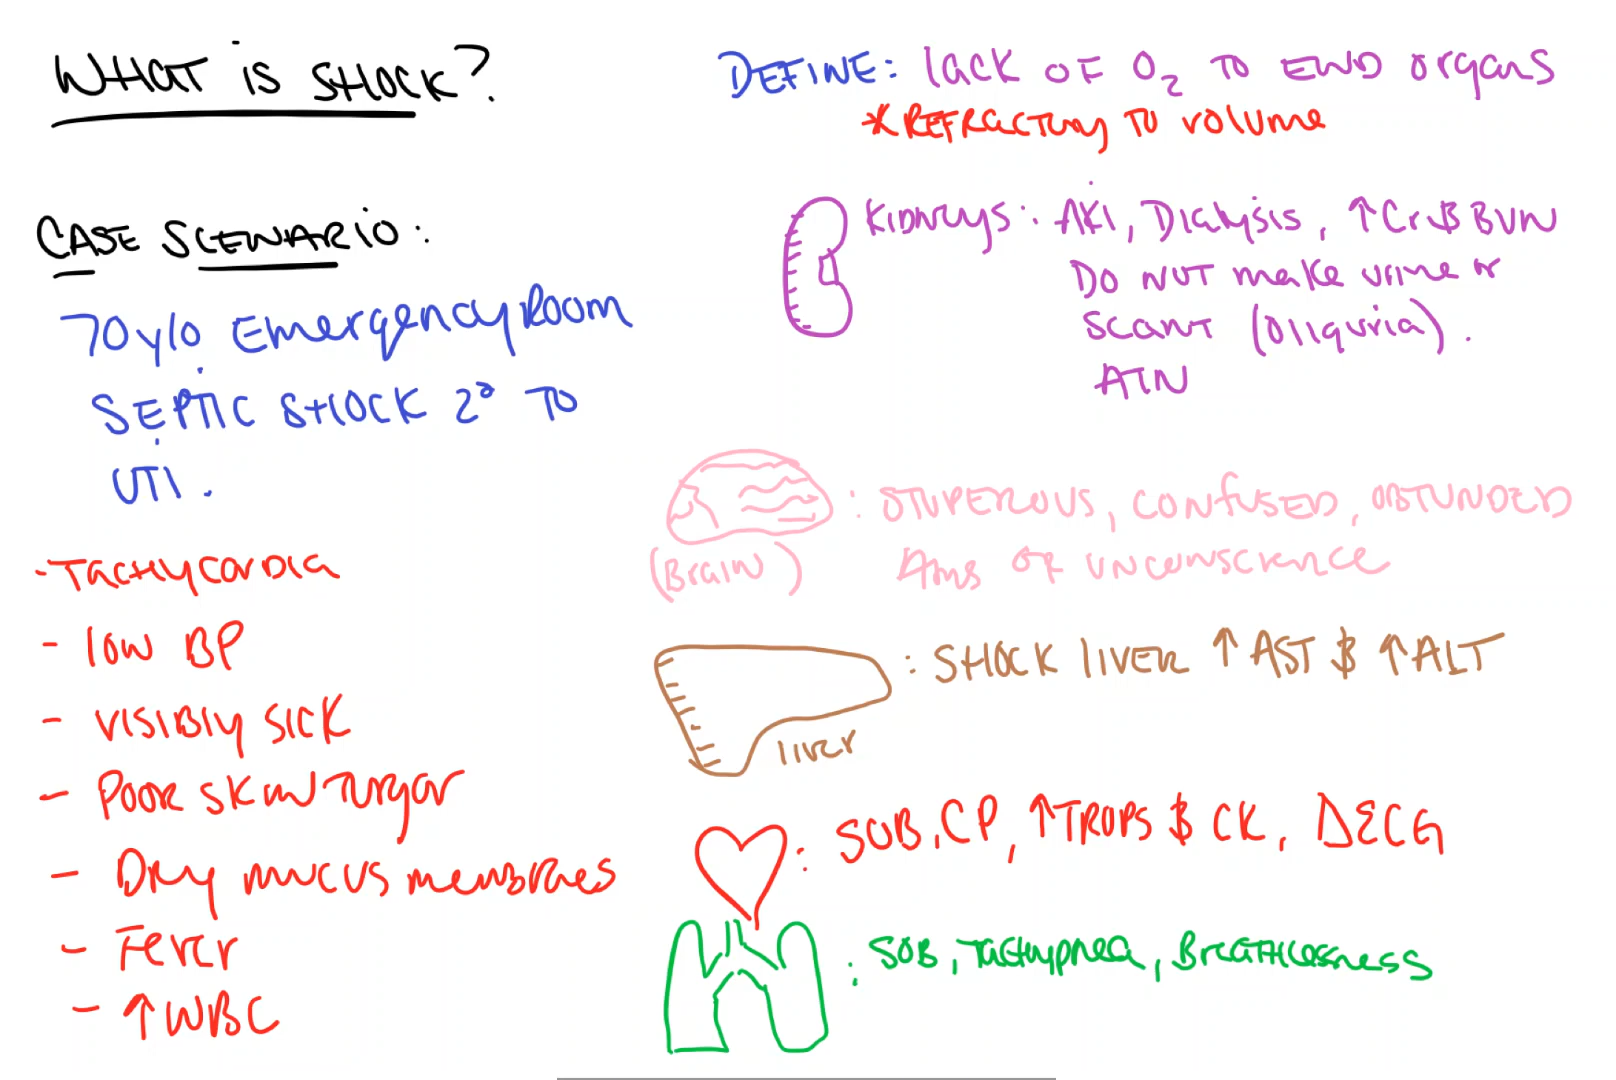 WHAT IS SHOCK?
CASE SCENARIO:
70 y/o Emergency Room
SEPTIC SHOCK 2° TO
UTI.
- Tachycardia
- low BP
- VISIBLY SICK
- Poor skin Turgor
- Dry mucus membranes
- Fever
- ↑ WBC
DEFINE: lack OF O2 TO END Organs
*REFRACTORY TO VOLUME
Kidneys: AKI, Dialysis, ↑Cr & BUN
DO NOT make urine or
scant (oliguria).
ATN
(Brain) : STUPEROUS, CONFUSED, OBTUNDED
AMS OF UNCONSCIENCE
liver : SHOCK LIVER ↑AST & ↑ALT
: SOB, CP, ↑TROPS & CK, ΔECG
: SOB, Tachypnea, Breathlessness